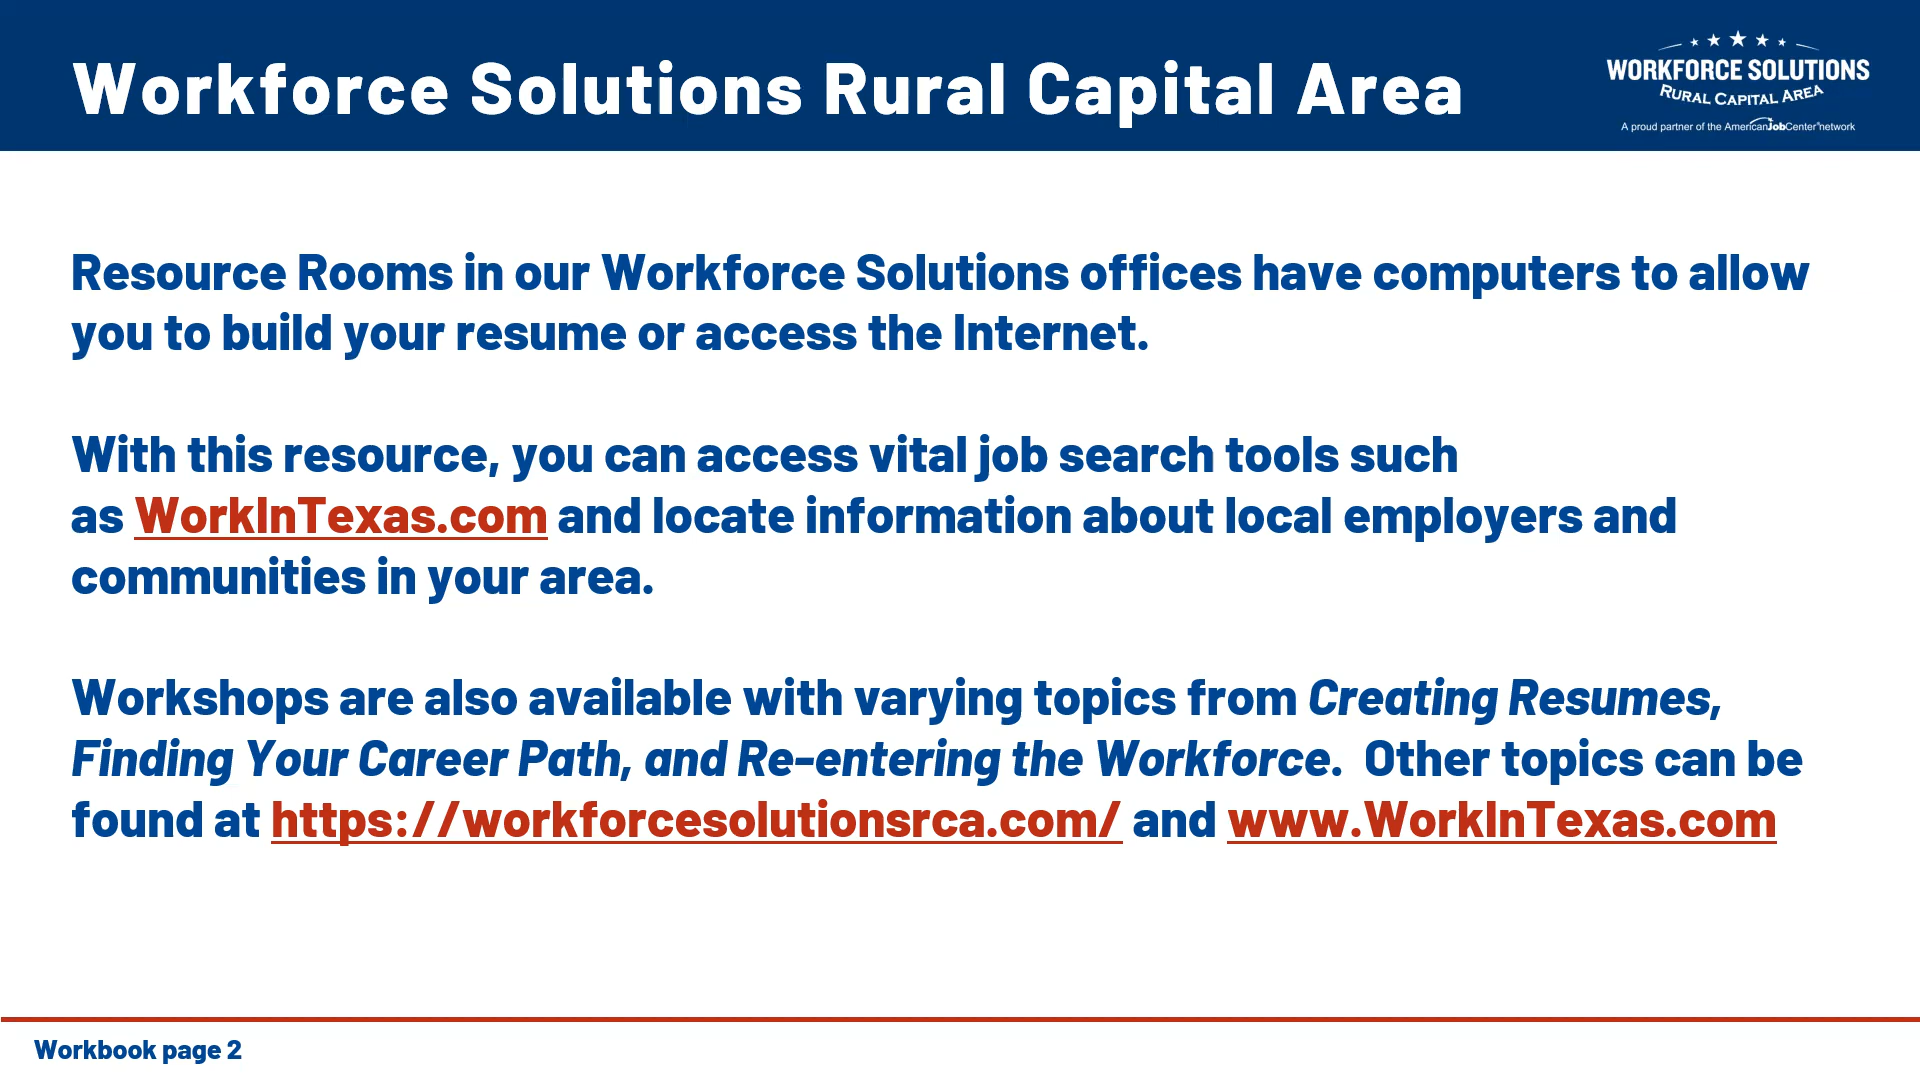 Workforce Solutions Rural Capital Area
WORKFORCE SOLUTIONS
RURAL CAPITAL AREA
A proud partner of the AmericanJobCenter® network
Resource Rooms in our Workforce Solutions offices have computers to allow
you to build your resume or access the Internet.
With this resource, you can access vital job search tools such
as WorkInTexas.com and locate information about local employers and
communities in your area.
Workshops are also available with varying topics from Creating Resumes,
Finding Your Career Path, and Re-entering the Workforce.  Other topics can be
found at https://workforcesolutionsrca.com/ and www.WorkInTexas.com
Workbook page 2